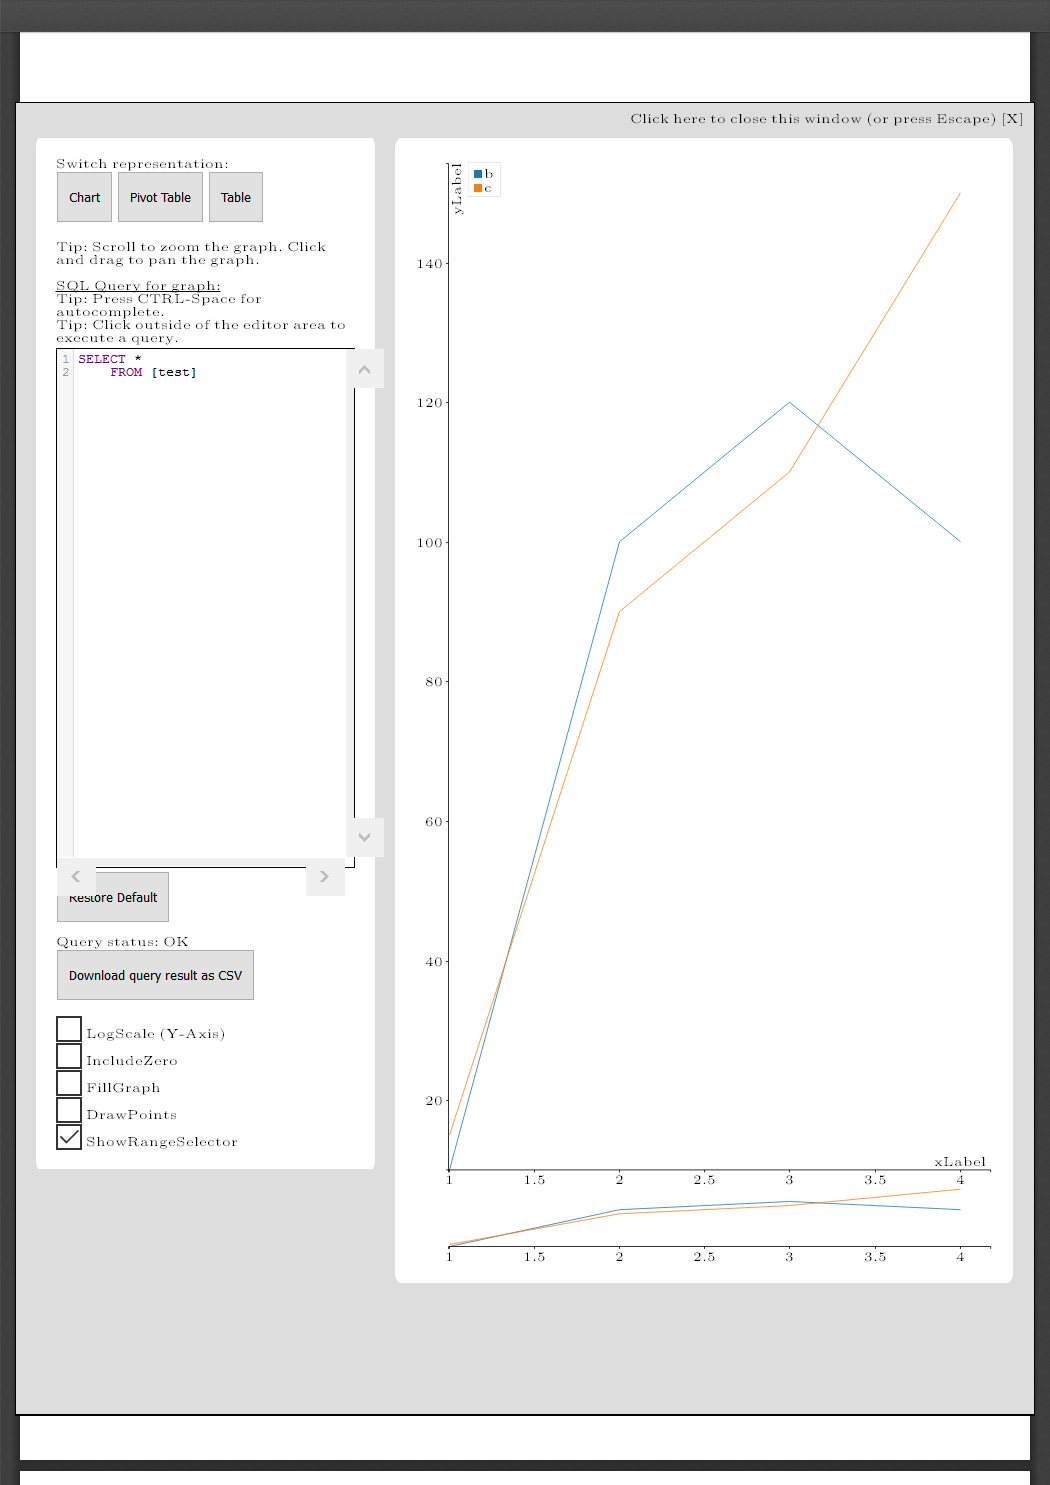 Click here to close this window (or press Escape) [X]
Switch representation:
Chart
Pivot Table
Table
Tip: Scroll to zoom the graph. Click
and drag to pan the graph.
SQL Query for graph:
Tip: Press CTRL-Space for
autocomplete.
Tip: Click outside of the editor area to
execute a query.
1 SELECT *
2 FROM [test]
Restore Default
Query status: OK
Download query result as CSV
LogScale (Y-Axis)
IncludeZero
FillGraph
DrawPoints
ShowRangeSelector
yLabel
b
c
140
120
100
80
60
40
20
xLabel
1 1.5 2 2.5 3 3.5 4
1 1.5 2 2.5 3 3.5 4